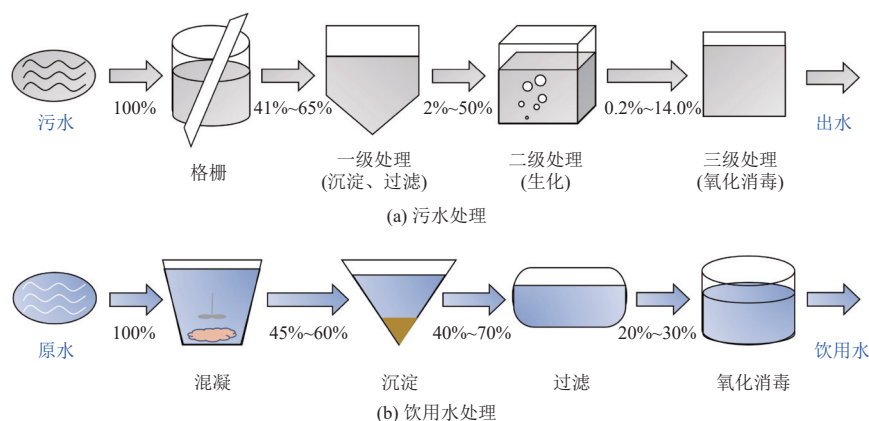 100%
41%~65%
2%~50%
0.2%~14.0%
污水
出水
格栅
一级处理
(沉淀、过滤)
二级处理
(生化)
三级处理
(氧化消毒)
(a) 污水处理
100%
45%~60%
40%~70%
20%~30%
原水
饮用水
混凝
沉淀
过滤
氧化消毒
(b) 饮用水处理